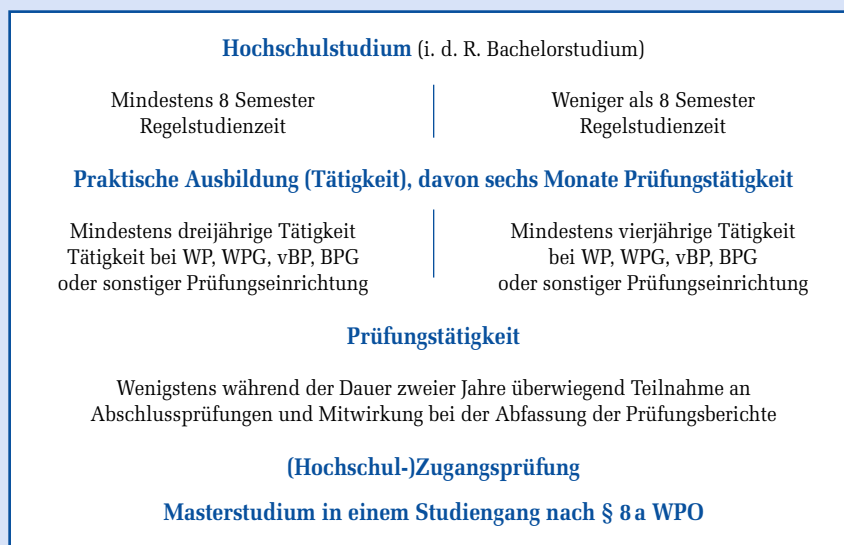 Hochschulstudium (i. d. R. Bachelorstudium)
Mindestens 8 Semester
Regelstudienzeit
Weniger als 8 Semester
Regelstudienzeit
Praktische Ausbildung (Tätigkeit), davon sechs Monate Prüfungstätigkeit
Mindestens dreijährige Tätigkeit
Tätigkeit bei WP, WPG, vBP, BPG
oder sonstiger Prüfungseinrichtung
Mindestens vierjährige Tätigkeit
bei WP, WPG, vBP, BPG
oder sonstiger Prüfungseinrichtung
Prüfungstätigkeit
Wenigstens während der Dauer zweier Jahre überwiegend Teilnahme an
Abschlussprüfungen und Mitwirkung bei der Abfassung der Prüfungsberichte
(Hochschul-)Zugangsprüfung
Masterstudium in einem Studiengang nach § 8 a WPO